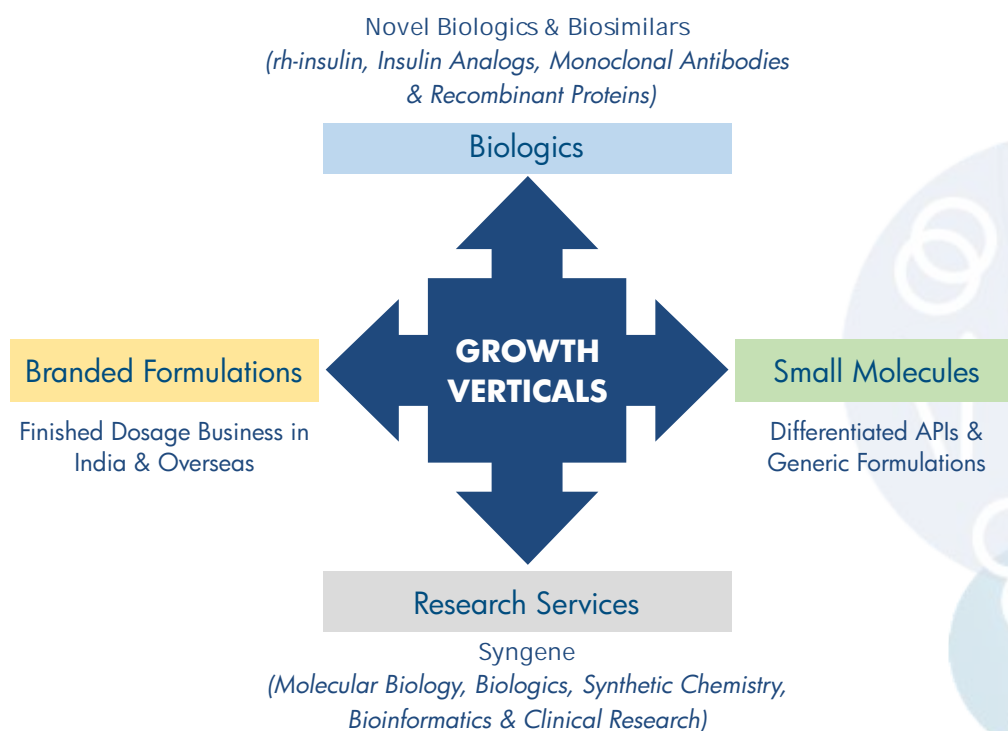 Novel Biologics & Biosimilars
(rh-insulin, Insulin Analogs, Monoclonal Antibodies
& Recombinant Proteins)
Biologics
GROWTH
VERTICALS
Branded Formulations
Finished Dosage Business in
India & Overseas
Small Molecules
Differentiated APIs &
Generic Formulations
Research Services
Syngene
(Molecular Biology, Biologics, Synthetic Chemistry,
Bioinformatics & Clinical Research)